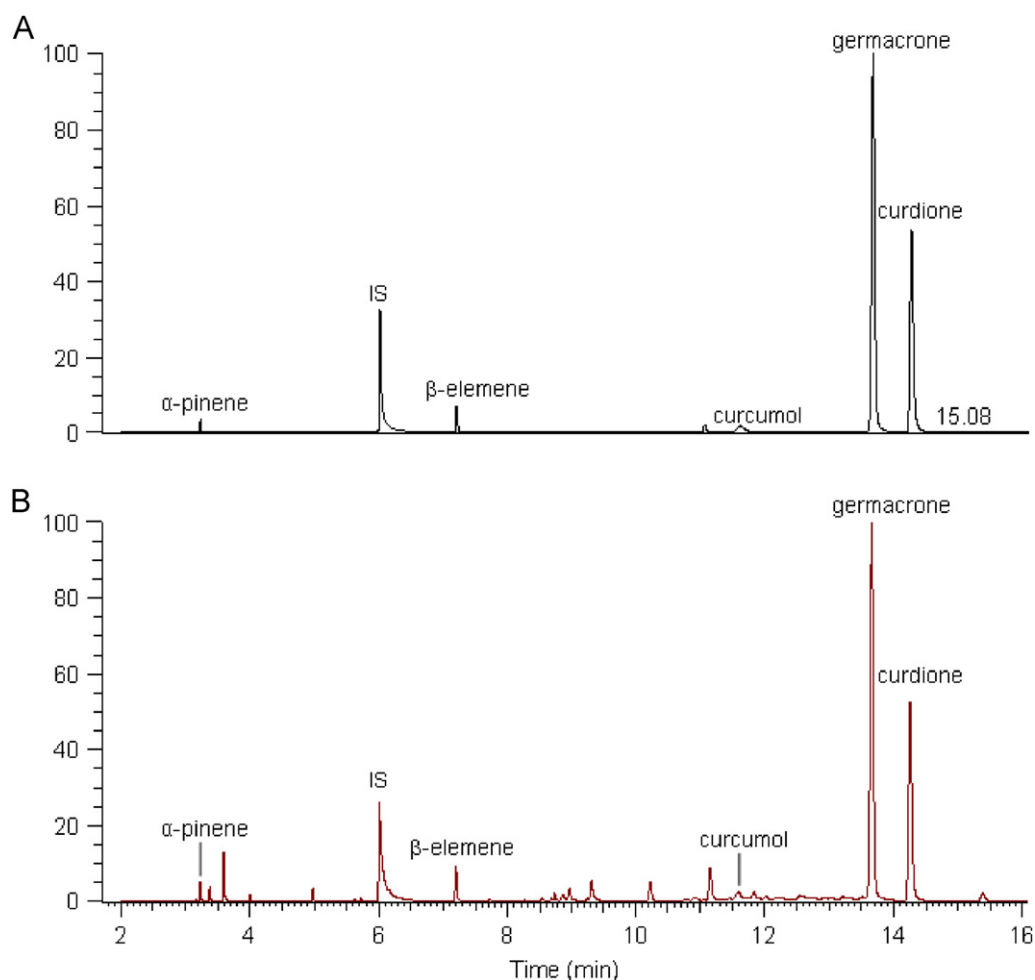 A
germacrone
100
80
curdione
60
40
IS
20
α-pinene
β-elemene
curcumol
15.08
0
B
germacrone
100
80
curdione
60
40
IS
20
α-pinene
β-elemene
curcumol
0
2 4 6 8 10 12 14 16
Time (min)